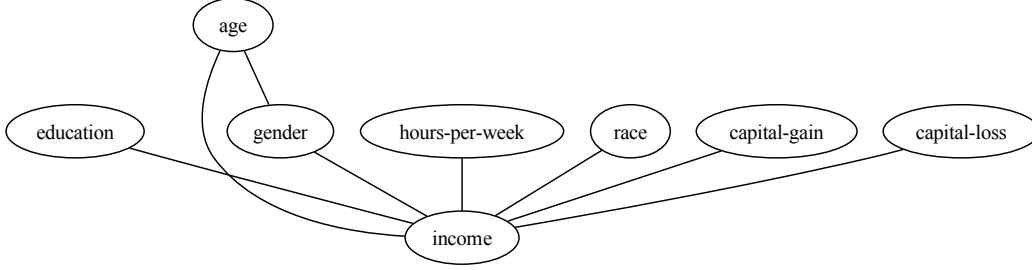 age
education
gender
hours-per-week
race
capital-gain
capital-loss
income